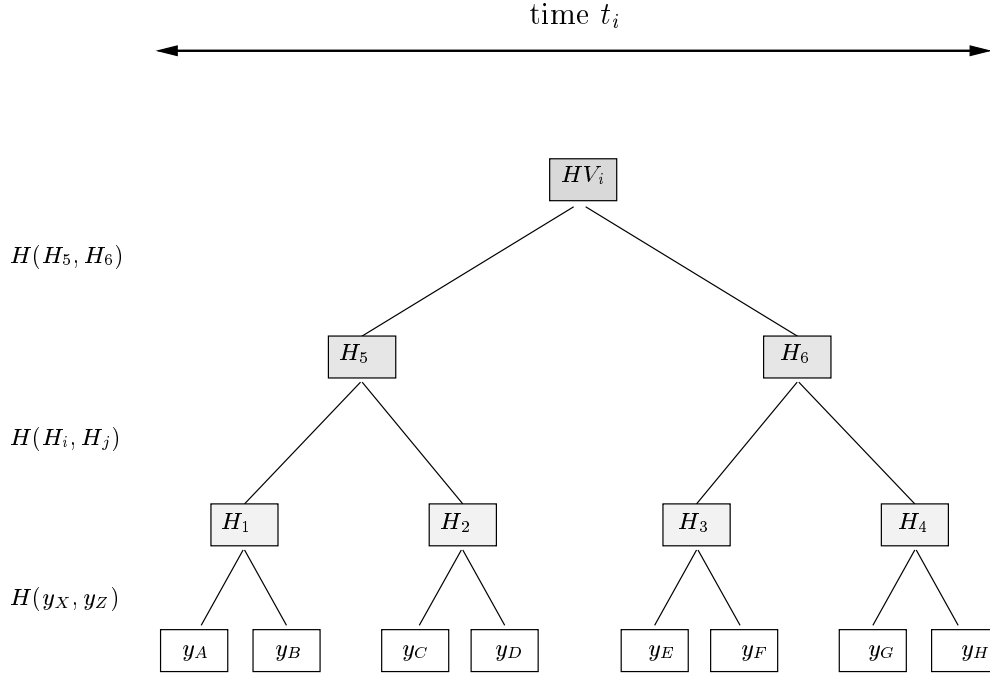 time t_i
HV_i
H(H_5, H_6)
H_5 H_6
H(H_i, H_j)
H_1 H_2 H_3 H_4
H(y_X, y_Z)
y_A y_B y_C y_D y_E y_F y_G y_H